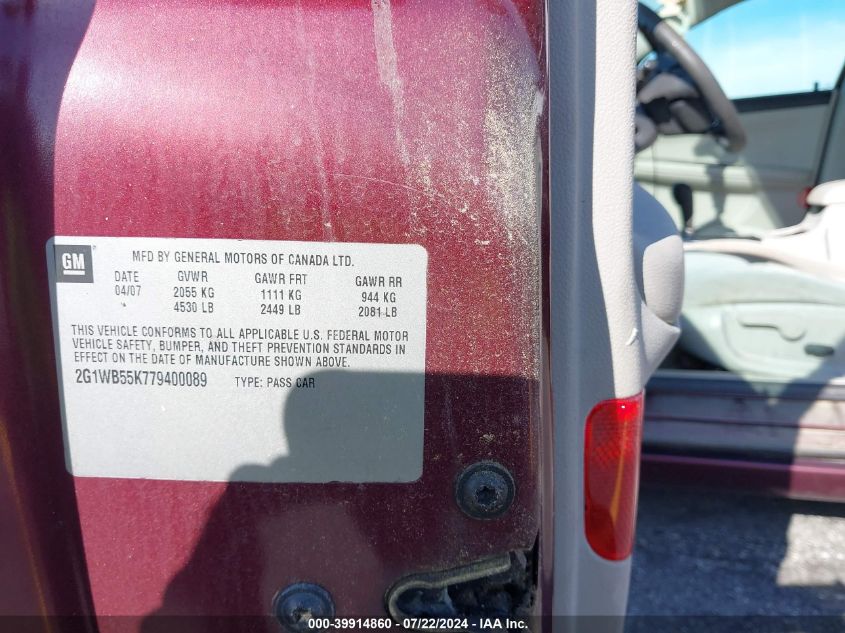 GM
MFD BY GENERAL MOTORS OF CANADA LTD.
DATE GVWR GAWR FRT GAWR RR
04/07 2055 KG 1111 KG 944 KG
4530 LB 2449 LB 2081 LB
THIS VEHICLE CONFORMS TO ALL APPLICABLE U.S. FEDERAL MOTOR
VEHICLE SAFETY, BUMPER, AND THEFT PREVENTION STANDARDS IN
EFFECT ON THE DATE OF MANUFACTURE SHOWN ABOVE.
2G1WB55K779400089 TYPE: PASS CAR
000-39914860 - 07/22/2024 - IAA Inc.